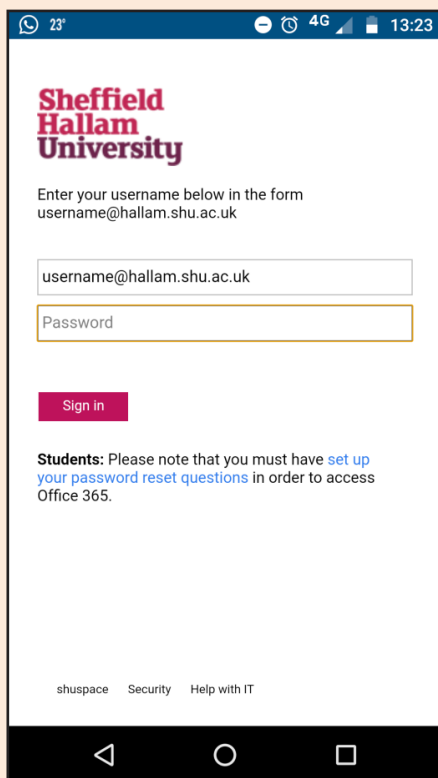 23° 4G 13:23
Sheffield
Hallam
University
Enter your username below in the form
username@hallam.shu.ac.uk
username@hallam.shu.ac.uk
Password
Sign in
Students: Please note that you must have set up
your password reset questions in order to access
Office 365.
shuspace Security Help with IT